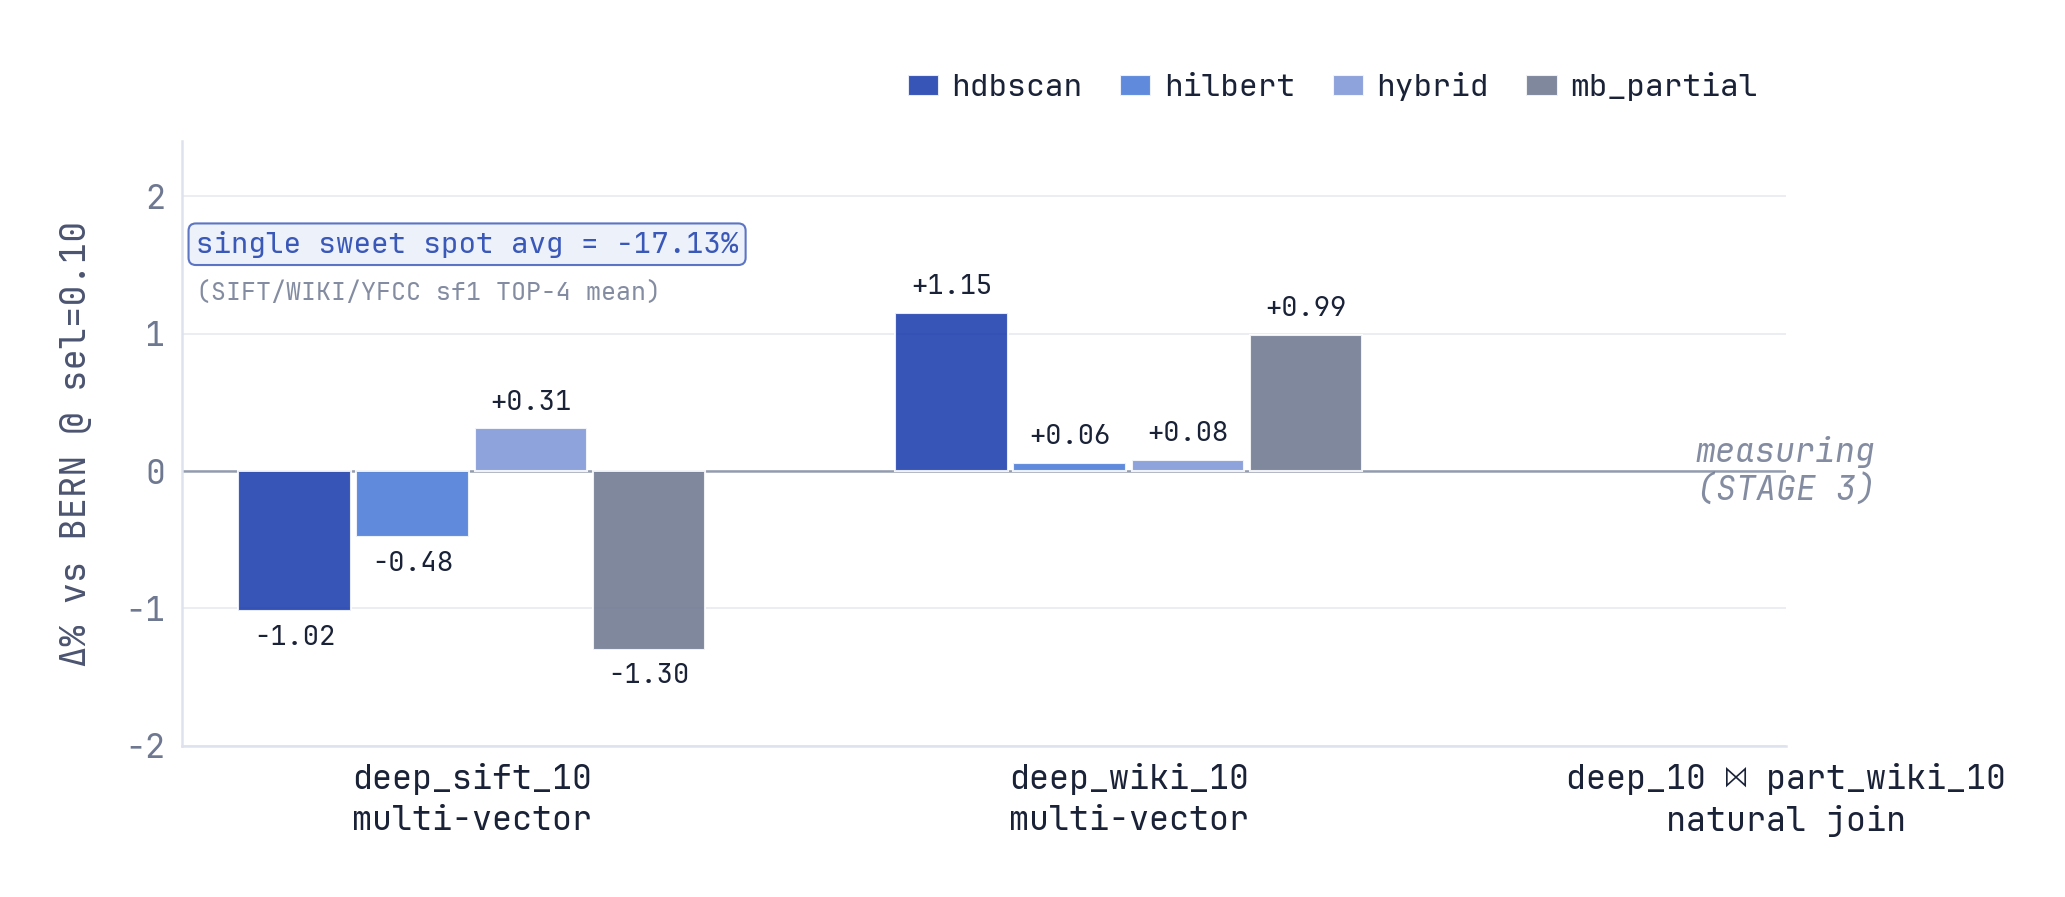 hdbscan hilbert hybrid mb_partial
Δ% vs BERN @ sel=0.10
2
1
0
-1
-2
single sweet spot avg = -17.13%
(SIFT/WIKI/YFCC sf1 TOP-4 mean)
-1.02
-0.48
+0.31
-1.30
+1.15
+0.06
+0.08
+0.99
measuring
(STAGE 3)
deep_sift_10
multi-vector
deep_wiki_10
multi-vector
deep_10 ⋈ part_wiki_10
natural join